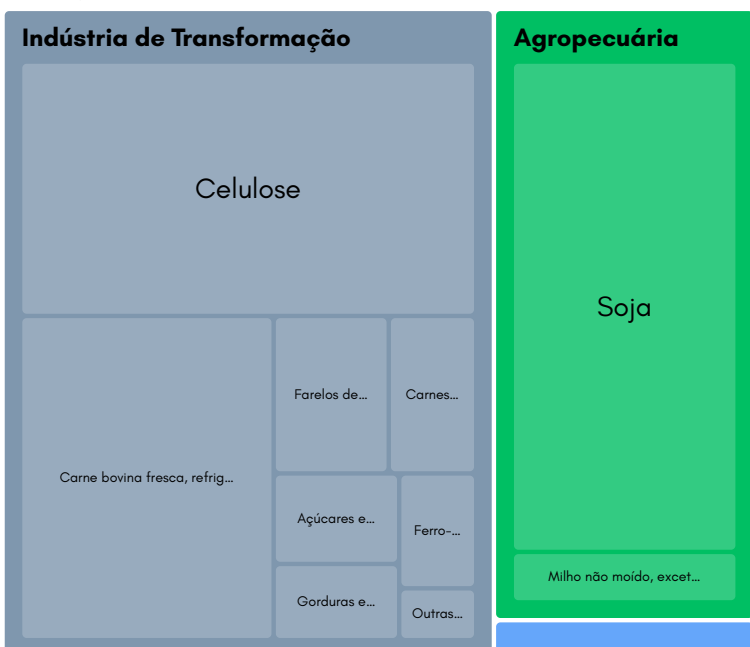 Indústria de Transformação
Celulose
Carne bovina fresca, refrig...
Farelos de...
Carnes...
Açúcares e...
Ferro-...
Gorduras e...
Outras...
Agropecuária
Soja
Milho não moído, excet...